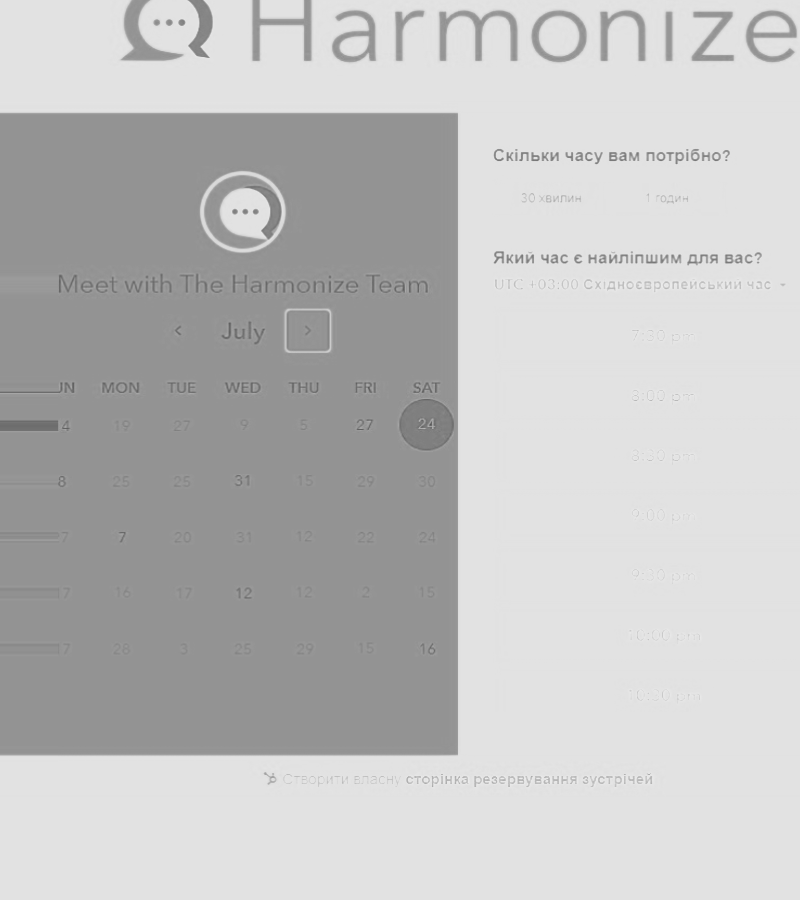 Harmonize
Meet with The Harmonize Team
July
UN MON TUE WED THU FRI SAT
4 19 27 9 5 27 24
8 25 25 31 15 29 30
7 7 20 31 12 22 24
7 16 17 12 12 2 15
7 28 3 25 29 15 16
Скільки часу вам потрібно?
30 хвилин 1 годин
Який час є найліпшим для вас?
UTC +03:00 Східноєвропейський час
7:30 pm
8:00 pm
8:30 pm
9:00 pm
9:30 pm
10:00 pm
10:30 pm
Створити власну сторінка резервування зустрічей